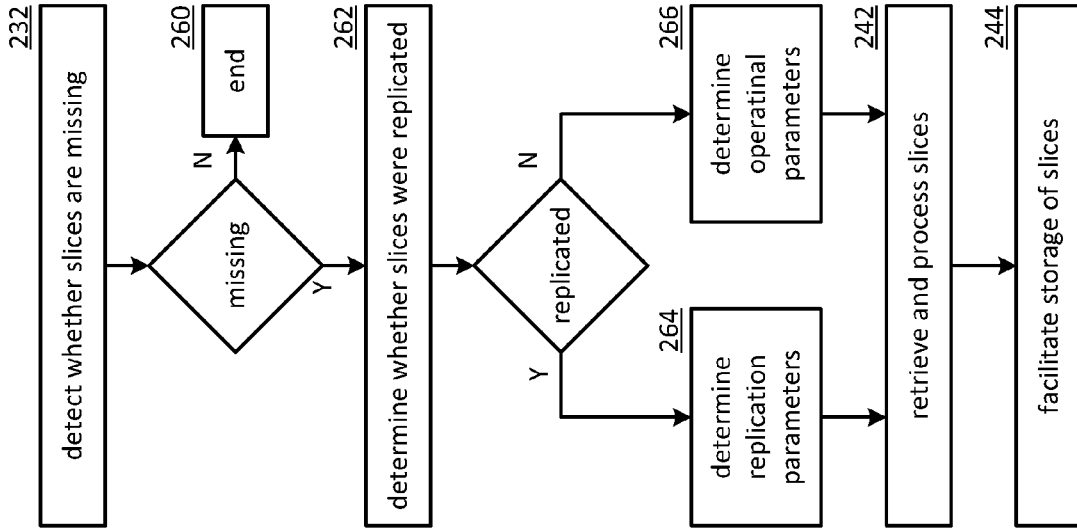 232
detect whether slices are missing
missing
N
260
end
Y
262
determine whether slices were replicated
replicated
Y
N
264
determine
replication
parameters
266
determine
operatinal
parameters
242
retrieve and process slices
244
facilitate storage of slices